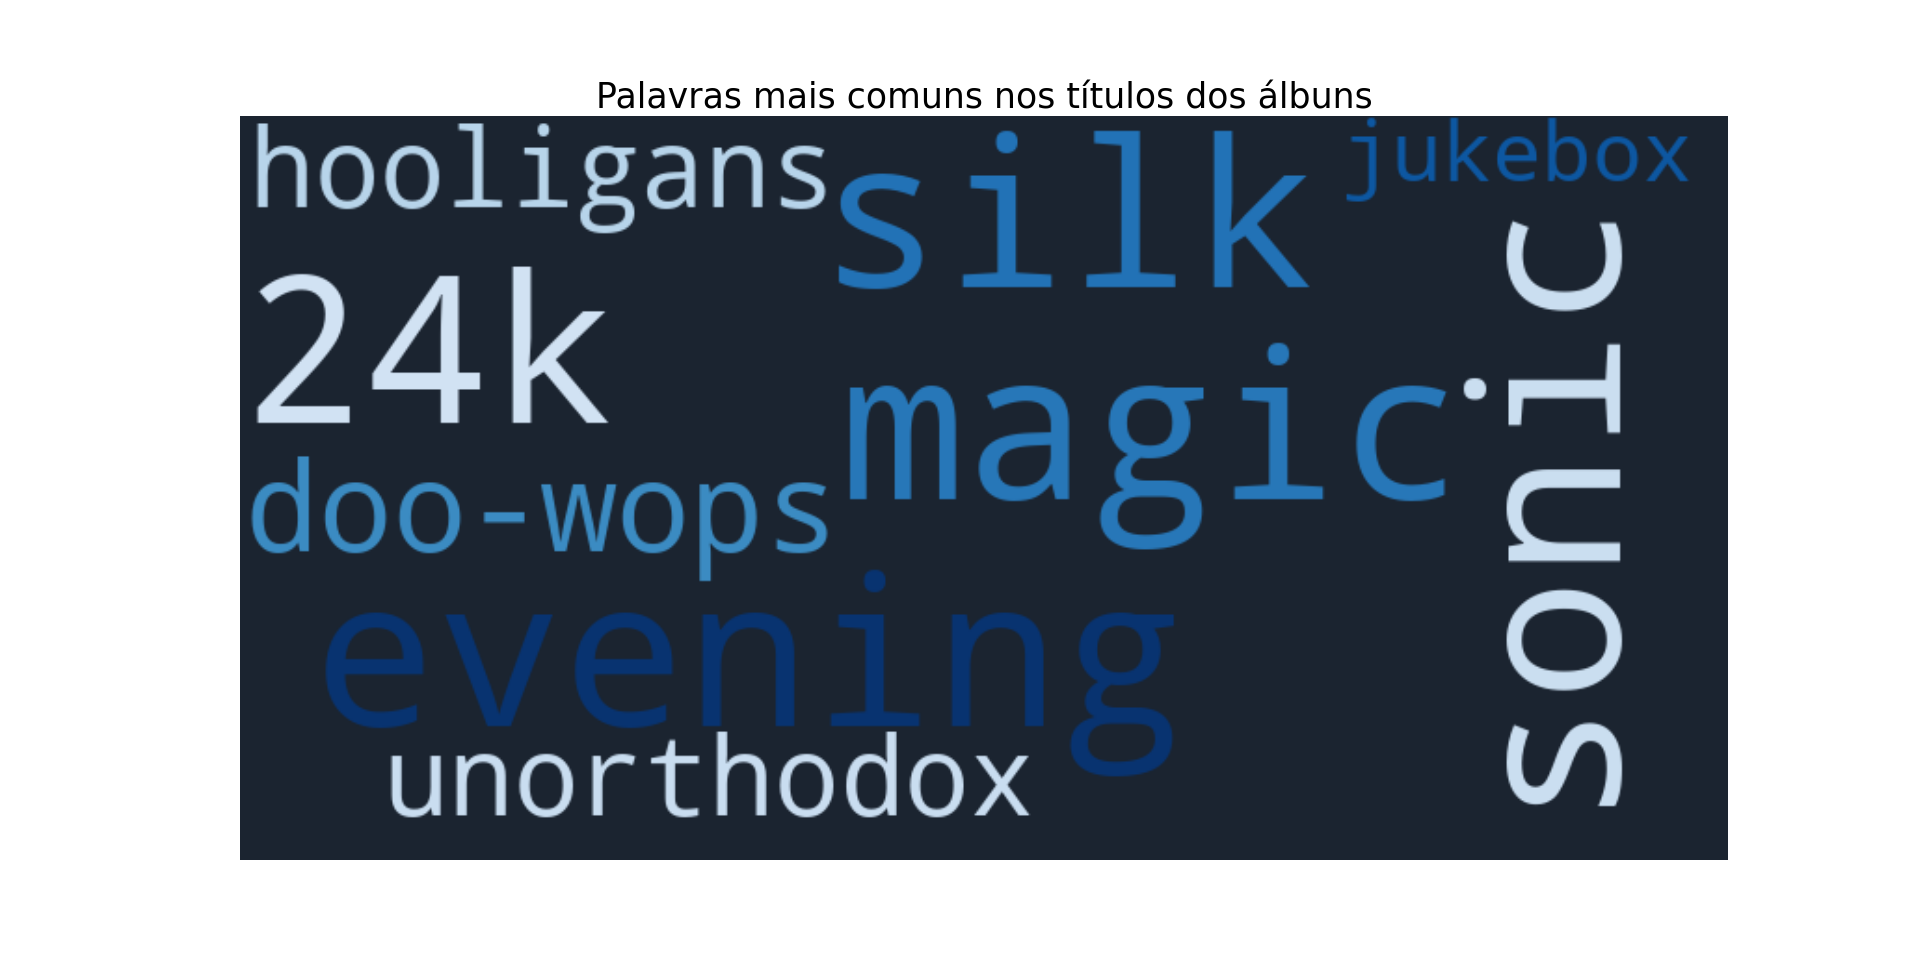 Palavras mais comuns nos títulos dos álbuns
hooligans
silk
jukebox
24k
magic
sonic
doo-wops
evening
unorthodox